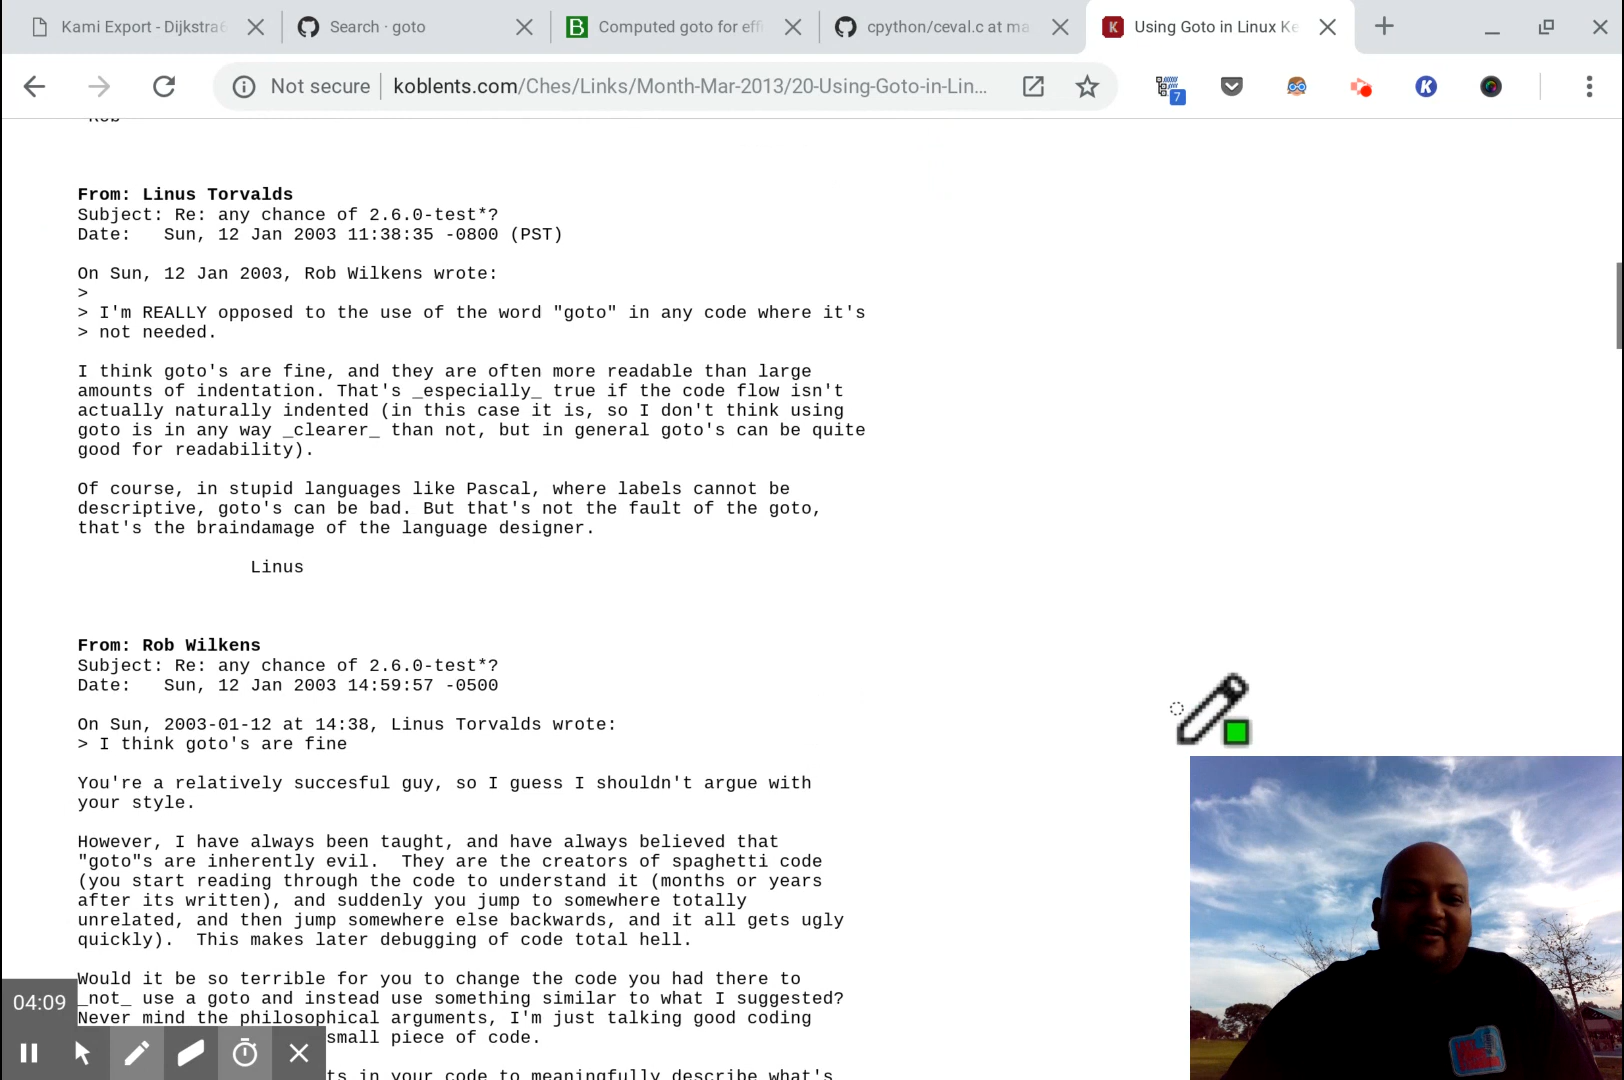 Kami Export - Dijkstra6
Search · goto
Computed goto for effi
cpython/ceval.c at ma
Using Goto in Linux Ke
Not secure
koblents.com/Ches/Links/Month-Mar-2013/20-Using-Goto-in-Lin...
7
K
Rob
From: Linus Torvalds
Subject: Re: any chance of 2.6.0-test*?
Date:   Sun, 12 Jan 2003 11:38:35 -0800 (PST)
On Sun, 12 Jan 2003, Rob Wilkens wrote:
>
> I'm REALLY opposed to the use of the word "goto" in any code where it's
> not needed.
I think goto's are fine, and they are often more readable than large
amounts of indentation. That's _especially_ true if the code flow isn't
actually naturally indented (in this case it is, so I don't think using
goto is in any way _clearer_ than not, but in general goto's can be quite
good for readability).
Of course, in stupid languages like Pascal, where labels cannot be
descriptive, goto's can be bad. But that's not the fault of the goto,
that's the braindamage of the language designer.
Linus
From: Rob Wilkens
Subject: Re: any chance of 2.6.0-test*?
Date:   Sun, 12 Jan 2003 14:59:57 -0500
On Sun, 2003-01-12 at 14:38, Linus Torvalds wrote:
> I think goto's are fine
You're a relatively succesful guy, so I guess I shouldn't argue with
your style.
However, I have always been taught, and have always believed that
"goto"s are inherently evil.  They are the creators of spaghetti code
(you start reading through the code to understand it (months or years
after its written), and suddenly you jump to somewhere totally
unrelated, and then jump somewhere else backwards, and it all gets ugly
quickly).  This makes later debugging of code total hell.
Would it be so terrible for you to change the code you had there to
_not_ use a goto and instead use something similar to what I suggested?
Never mind the philosophical arguments, I'm just talking good coding
small piece of code.
ts in your code to meaningfully describe what's
04:09